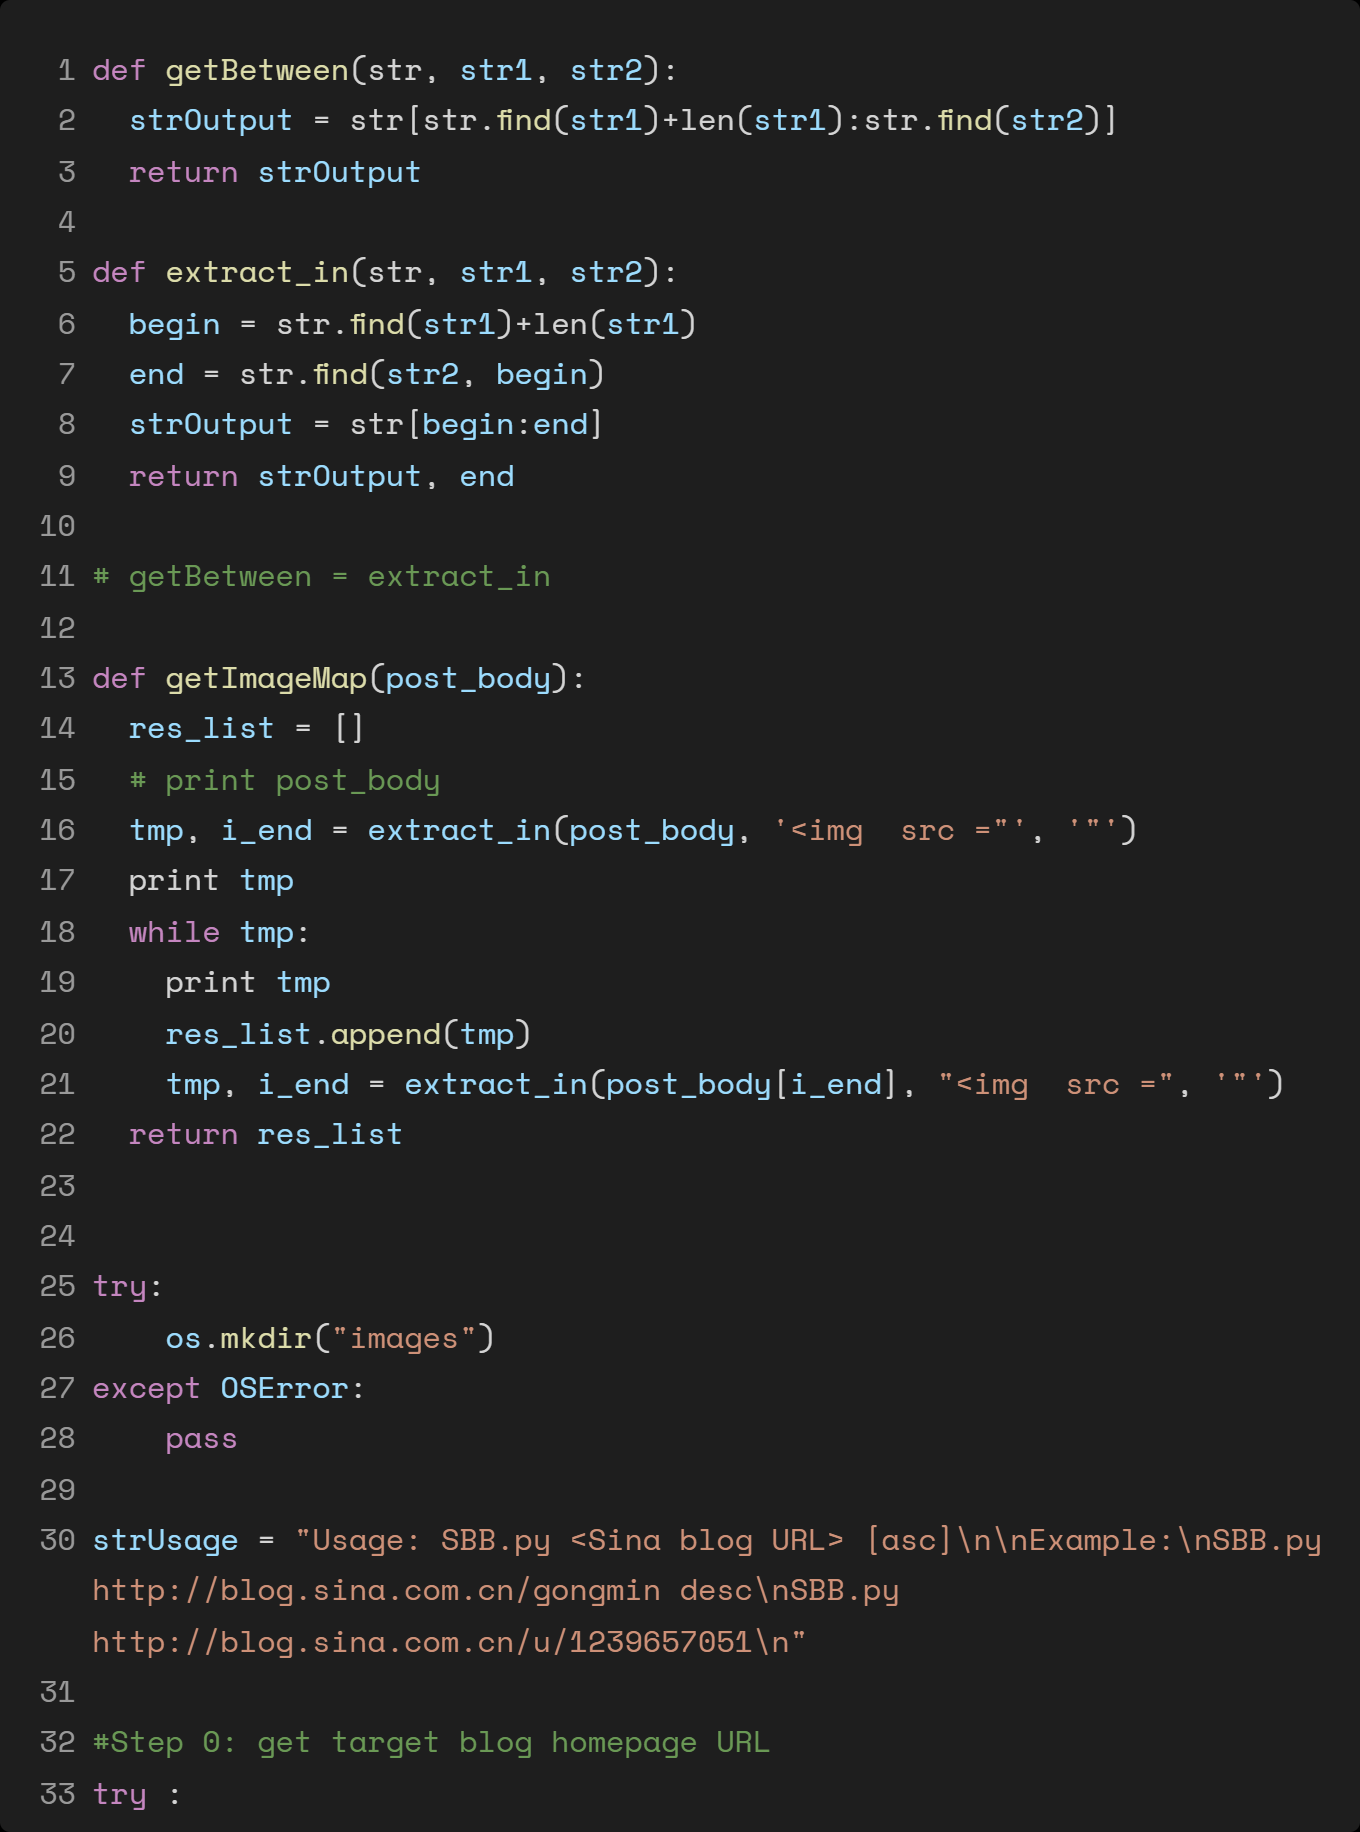 1 def getBetween(str, str1, str2):
2   strOutput = str[str.find(str1)+len(str1):str.find(str2)]
3   return strOutput
4
5 def extract_in(str, str1, str2):
6   begin = str.find(str1)+len(str1)
7   end = str.find(str2, begin)
8   strOutput = str[begin:end]
9   return strOutput, end
10
11 # getBetween = extract_in
12
13 def getImageMap(post_body):
14   res_list = []
15   # print post_body
16   tmp, i_end = extract_in(post_body, '<img  src ="', '"')
17   print tmp
18   while tmp:
19     print tmp
20     res_list.append(tmp)
21     tmp, i_end = extract_in(post_body[i_end], "<img  src =", '"')
22   return res_list
23
24
25 try:
26     os.mkdir("images")
27 except OSError:
28     pass
29
30 strUsage = "Usage: SBB.py <Sina blog URL> [asc]\n\nExample:\nSBB.py
http://blog.sina.com.cn/gongmin desc\nSBB.py
http://blog.sina.com.cn/u/1239657051\n"
31
32 #Step 0: get target blog homepage URL
33 try :